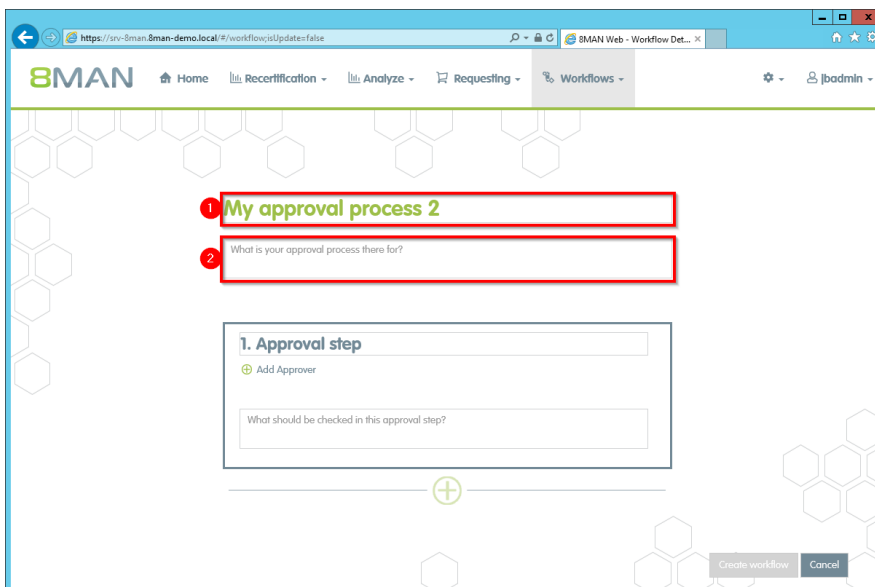 https://srv-8man.8man-demo.local/#/workflow;isUpdate=false
8MAN Web - Workflow Det...
8MAN
Home
Recertification
Analyze
Requesting
Workflows
jbadmin
1
My approval process 2
2
What is your approval process there for?
1. Approval step
Add Approver
What should be checked in this approval step?
Create workflow
Cancel